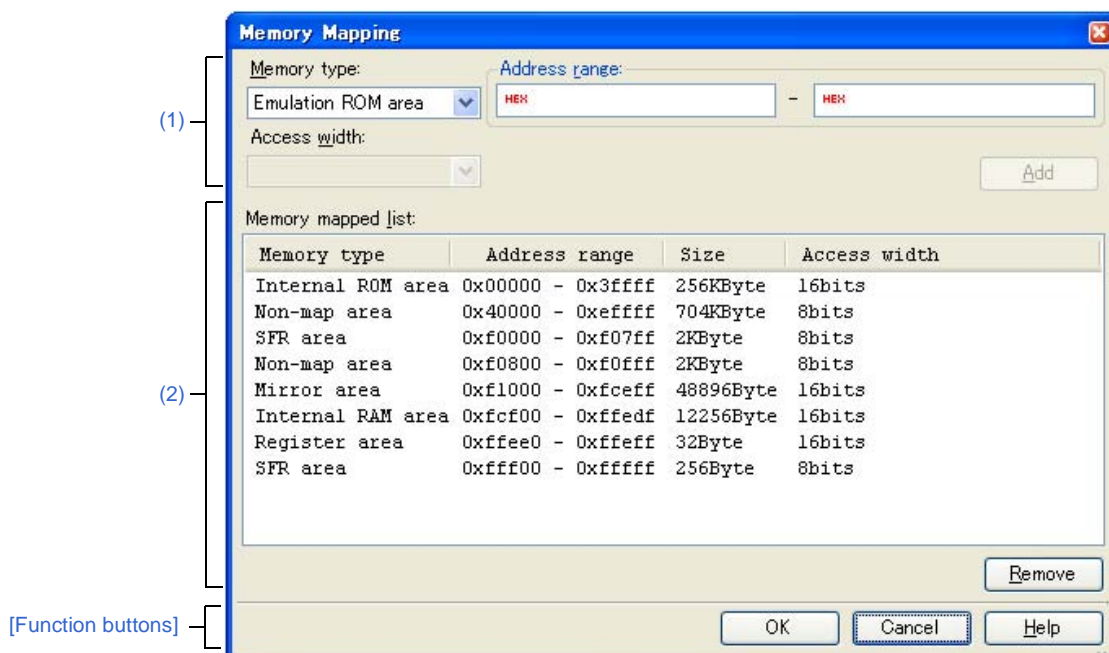 Memory Mapping
Memory type:
Address range:
Emulation ROM area
HEX
-
HEX
(1)
Access width:
Add
Memory mapped list:
Memory type Address range Size Access width
Internal ROM area 0x00000 - 0x3ffff 256KByte 16bits
Non-map area 0x40000 - 0xeffff 704KByte 8bits
SFR area 0xf0000 - 0xf07ff 2KByte 8bits
Non-map area 0xf0800 - 0xf0fff 2KByte 8bits
(2)
Mirror area 0xf1000 - 0xfceff 48896Byte 16bits
Internal RAM area 0xfcf00 - 0xffedf 12256Byte 16bits
Register area 0xffee0 - 0xffeff 32Byte 16bits
SFR area 0xfff00 - 0xfffff 256Byte 8bits
Remove
[Function buttons]
OK
Cancel
Help